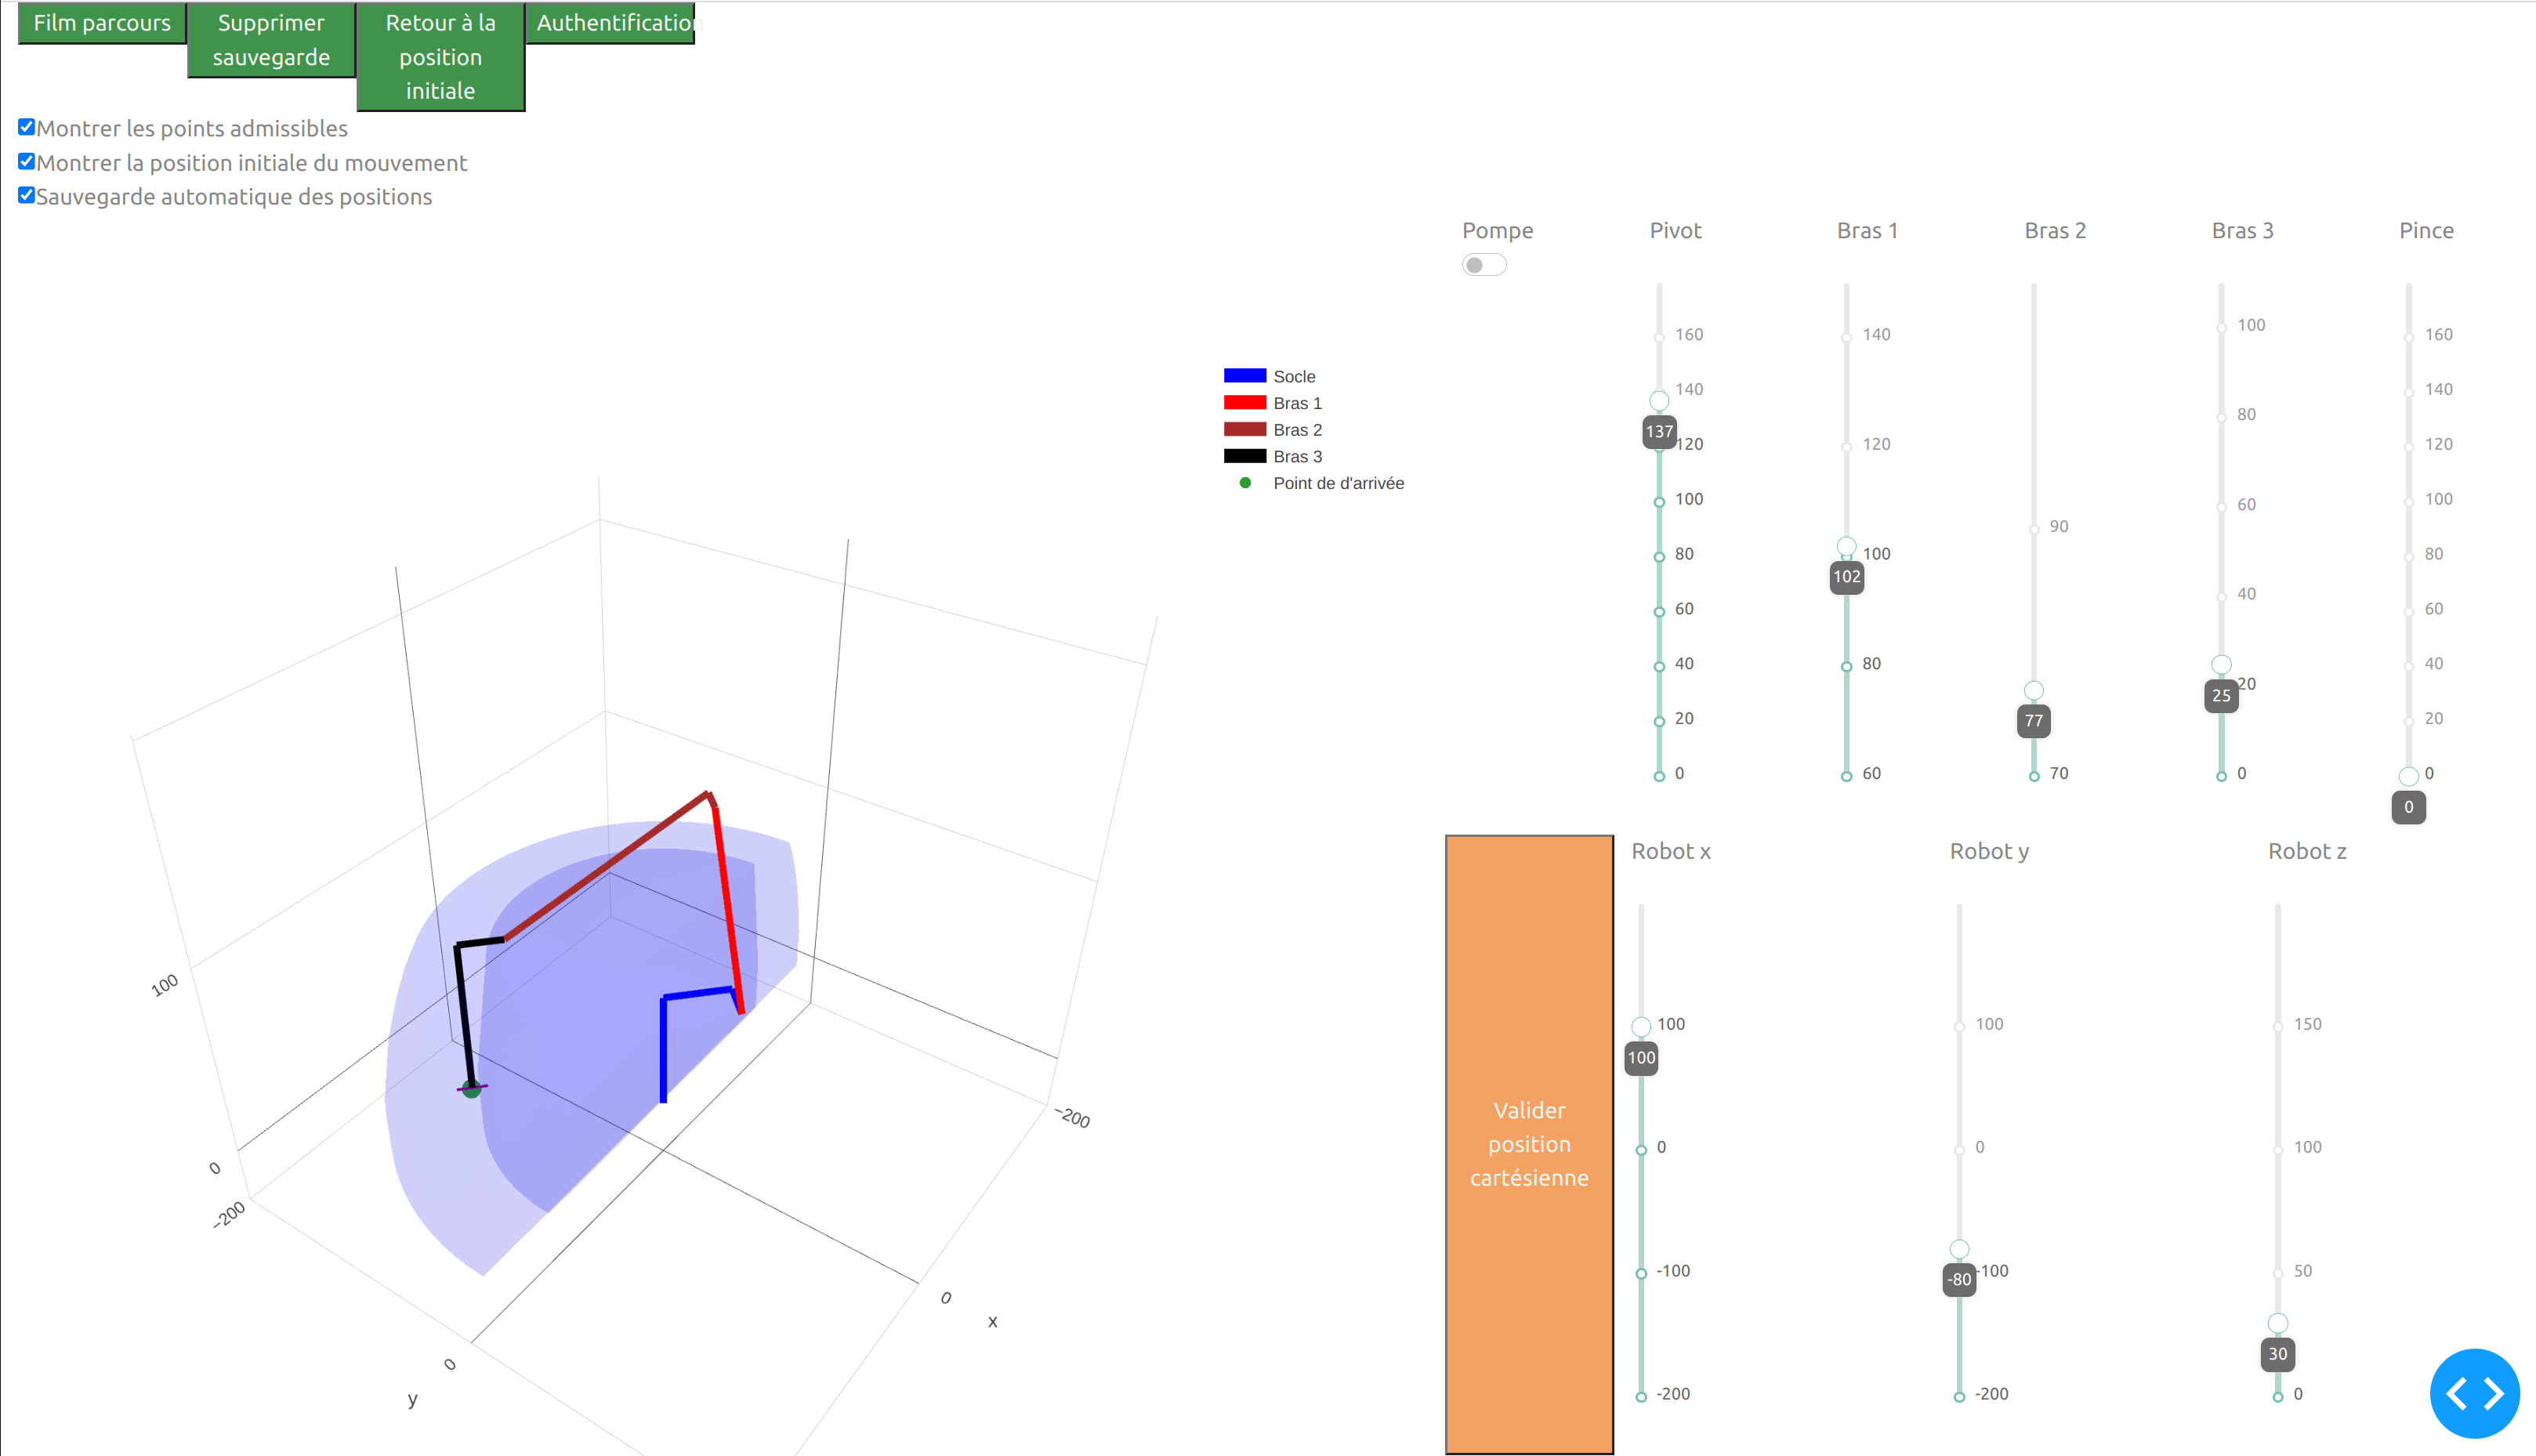 Film parcours
Supprimer
sauvegarde
Retour à la
position
initiale
Authentification
Montrer les points admissibles
Montrer la position initiale du mouvement
Sauvegarde automatique des positions
Socle
Bras 1
Bras 2
Bras 3
Point de d'arrivée
100
0
−200
0
y
0
x
−200
Pompe
Pivot
160
140
137
120
100
80
60
40
20
0
Bras 1
140
120
100
102
80
60
Bras 2
90
77
70
Bras 3
100
80
60
40
20
25
0
Pince
160
140
120
100
80
60
40
20
0
0
Valider
position
cartésienne
Robot x
100
100
0
-100
-200
Robot y
100
0
-100
-80
-200
Robot z
150
100
50
30
0